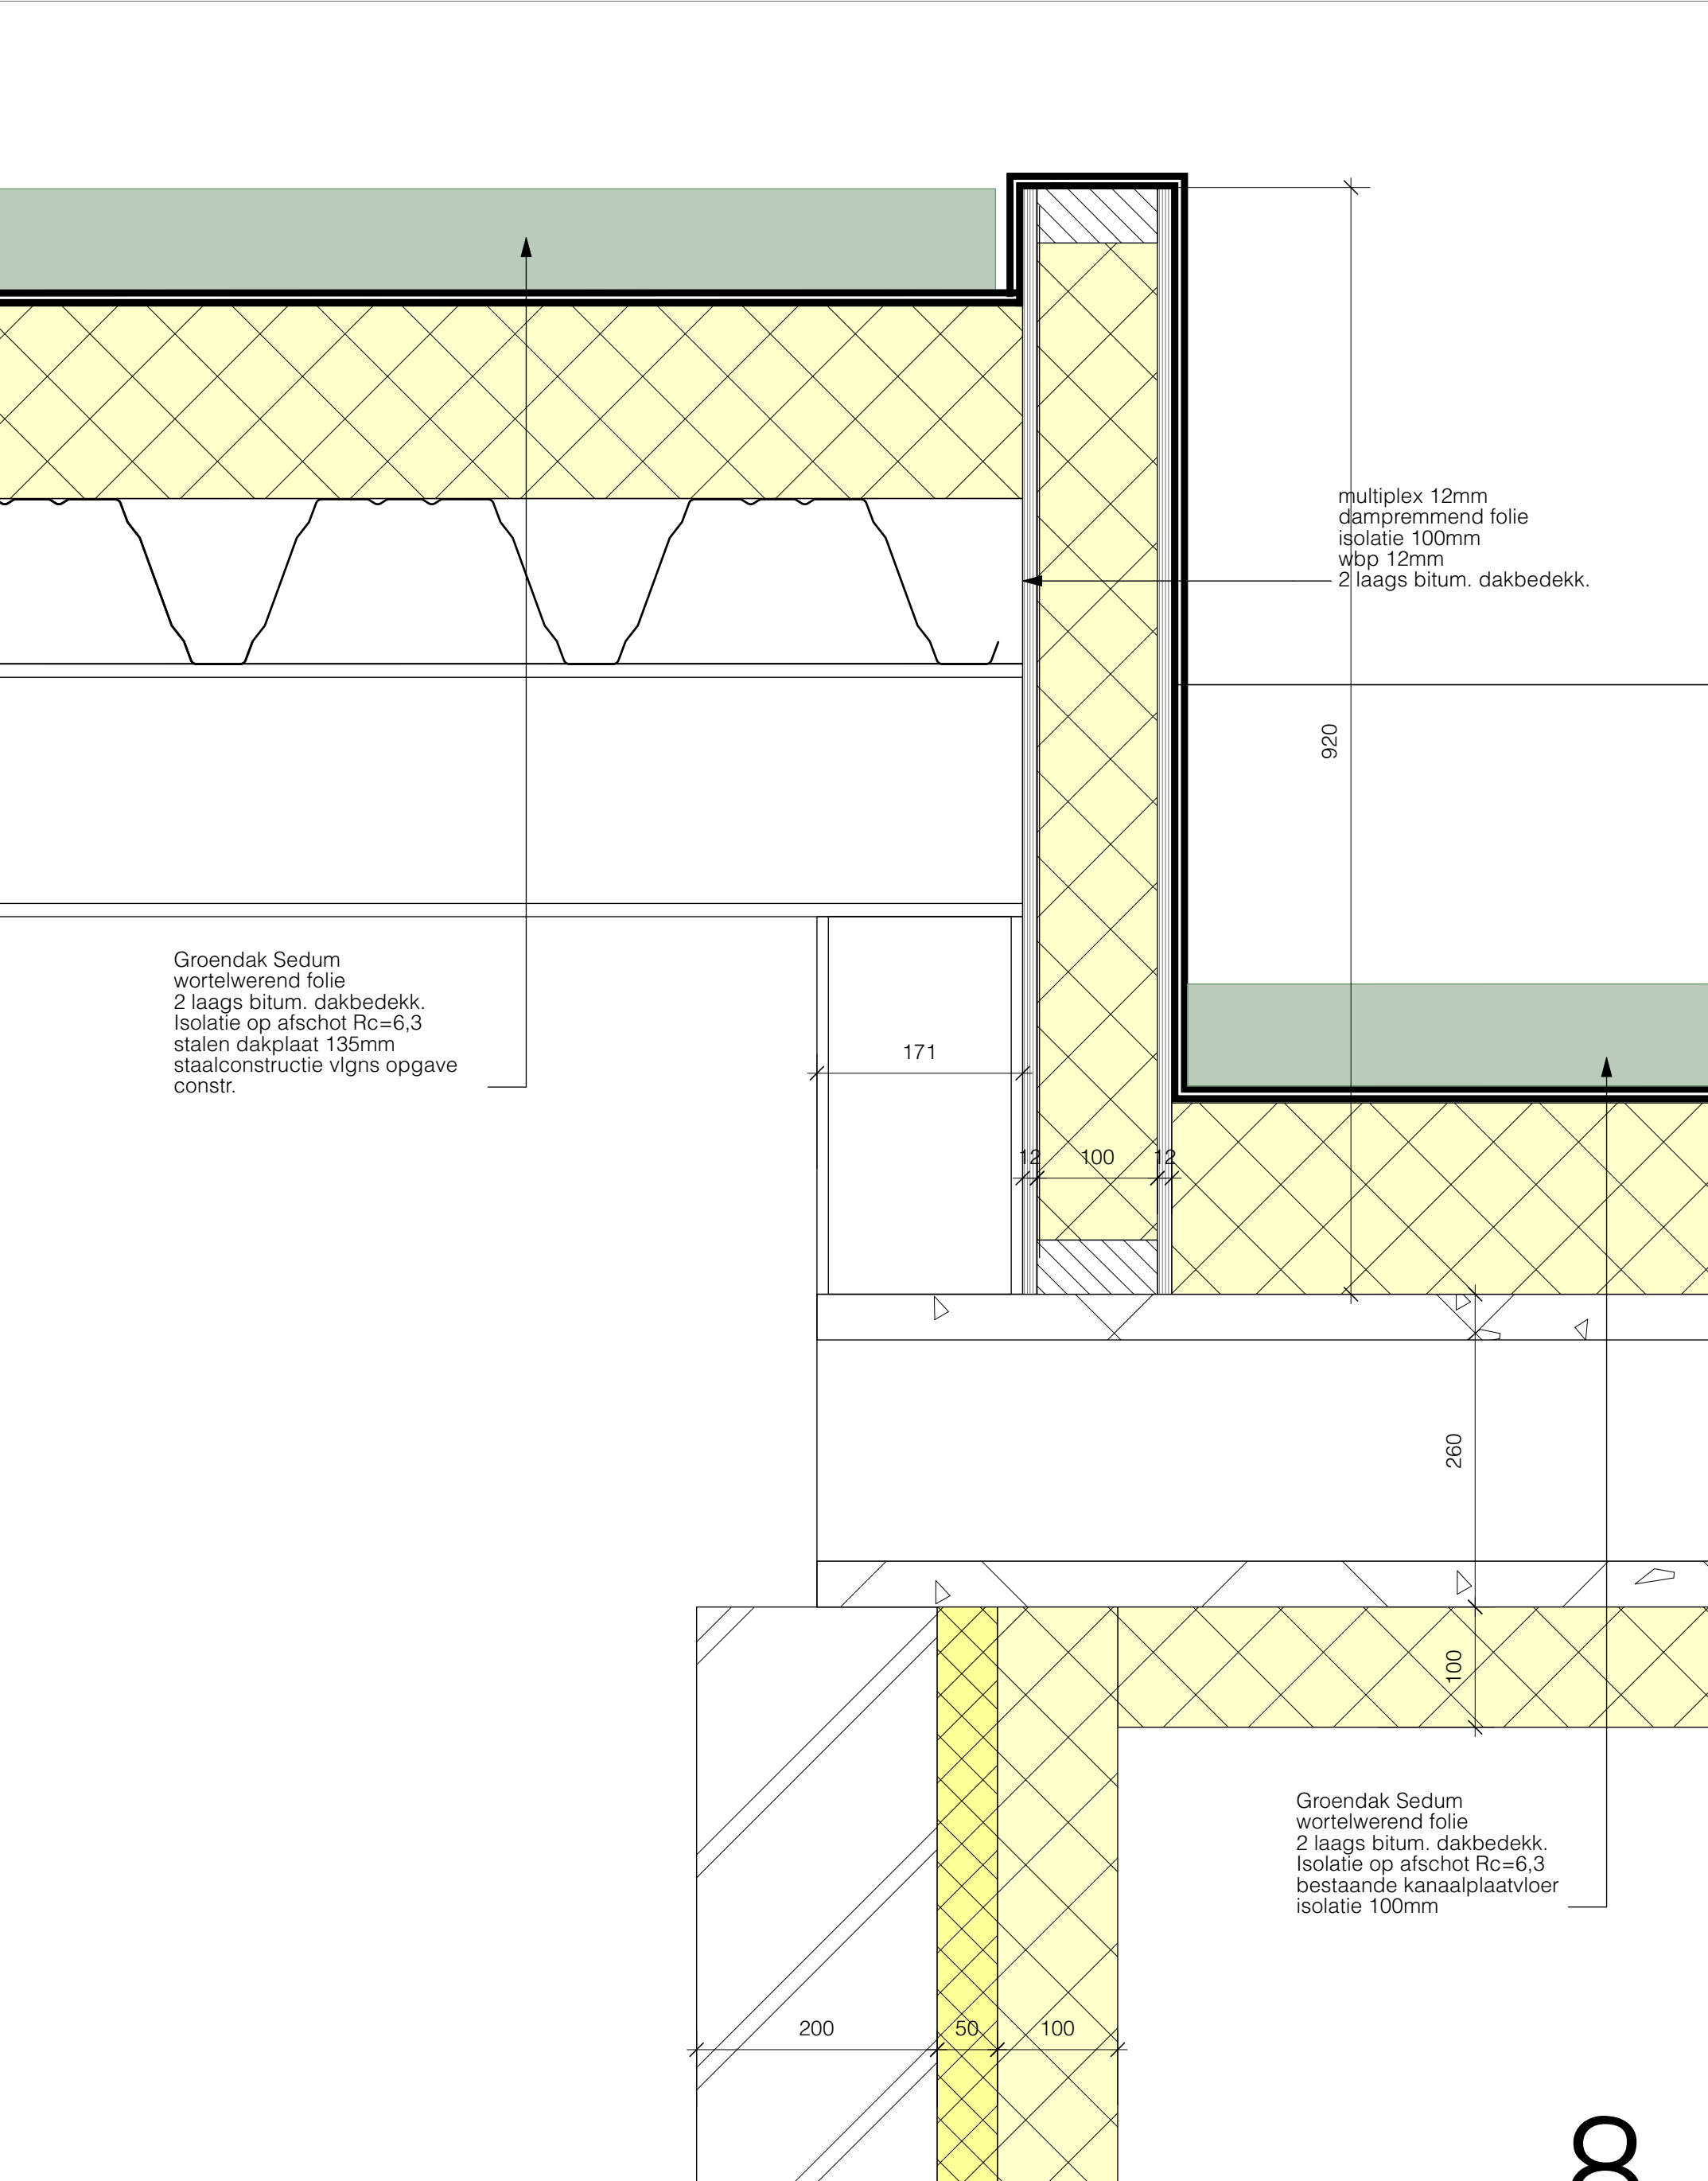 multiplex 12mm
dampremmend folie
isolatie 100mm
wbp 12mm
2 laags bitum. dakbedekk.
920
Groendak Sedum
wortelwerend folie
2 laags bitum. dakbedekk.
Isolatie op afschot Rc=6,3
stalen dakplaat 135mm
staalconstructie vlgns opgave
constr.
171
12 100 12
260
100
Groendak Sedum
wortelwerend folie
2 laags bitum. dakbedekk.
Isolatie op afschot Rc=6,3
bestaande kanaalplaatvloer
isolatie 100mm
200 50 100
8